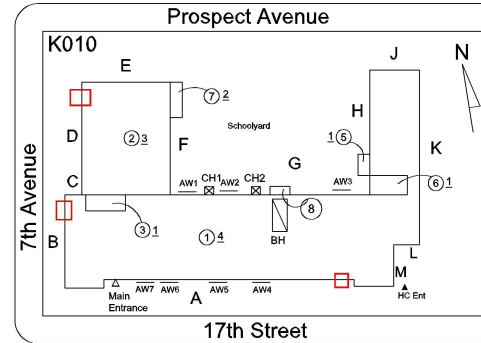 Prospect Avenue
K010
J
N
E
⑦ 2
H
D
② 3
F
Schoolyard
1 ⑤
K
7th Avenue
G
C
AW1
CH1
AW2
CH2
AW3
⑥ 1
③ 1
⑧
B
① 4
BH
L
M
Main
Entrance
AW7
AW6
A
AW5
AW4
HC Ent
17th Street